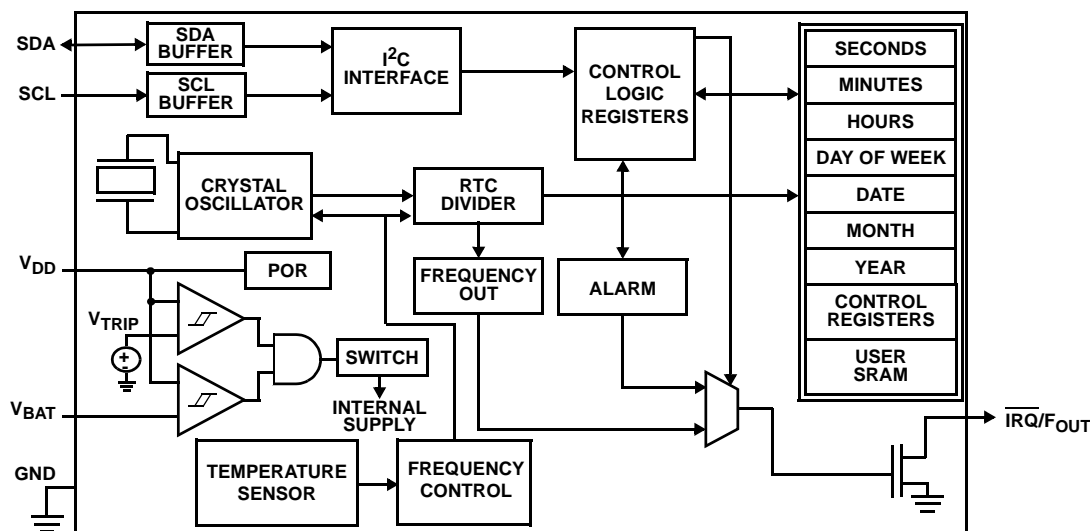 SDA
SDA
BUFFER
SCL
SCL
BUFFER
I²C
INTERFACE
CONTROL
LOGIC
REGISTERS
SECONDS
MINUTES
HOURS
DAY OF WEEK
DATE
MONTH
YEAR
CONTROL
REGISTERS
USER
SRAM
CRYSTAL
OSCILLATOR
RTC
DIVIDER
FREQUENCY
OUT
ALARM
VDD
POR
VTRIP
SWITCH
INTERNAL
SUPPLY
VBAT
GND
TEMPERATURE
SENSOR
FREQUENCY
CONTROL
I̅R̅Q̅/FOUT